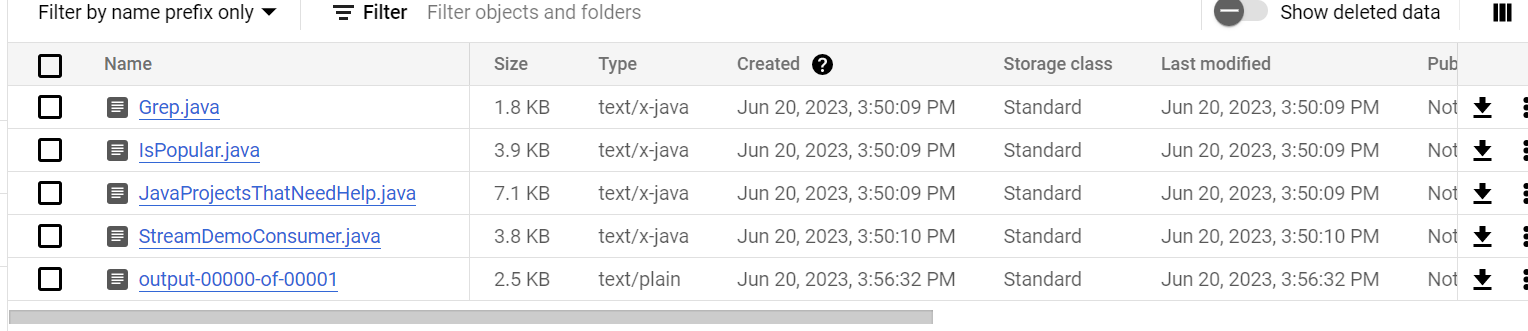 Filter by name prefix only Filter Filter objects and folders Show deleted data
Name Size Type Created ? Storage class Last modified Pub
Grep.java 1.8 KB text/x-java Jun 20, 2023, 3:50:09 PM Standard Jun 20, 2023, 3:50:09 PM Not
IsPopular.java 3.9 KB text/x-java Jun 20, 2023, 3:50:09 PM Standard Jun 20, 2023, 3:50:09 PM Not
JavaProjectsThatNeedHelp.java 7.1 KB text/x-java Jun 20, 2023, 3:50:09 PM Standard Jun 20, 2023, 3:50:09 PM Not
StreamDemoConsumer.java 3.8 KB text/x-java Jun 20, 2023, 3:50:10 PM Standard Jun 20, 2023, 3:50:10 PM Not
output-00000-of-00001 2.5 KB text/plain Jun 20, 2023, 3:56:32 PM Standard Jun 20, 2023, 3:56:32 PM Not